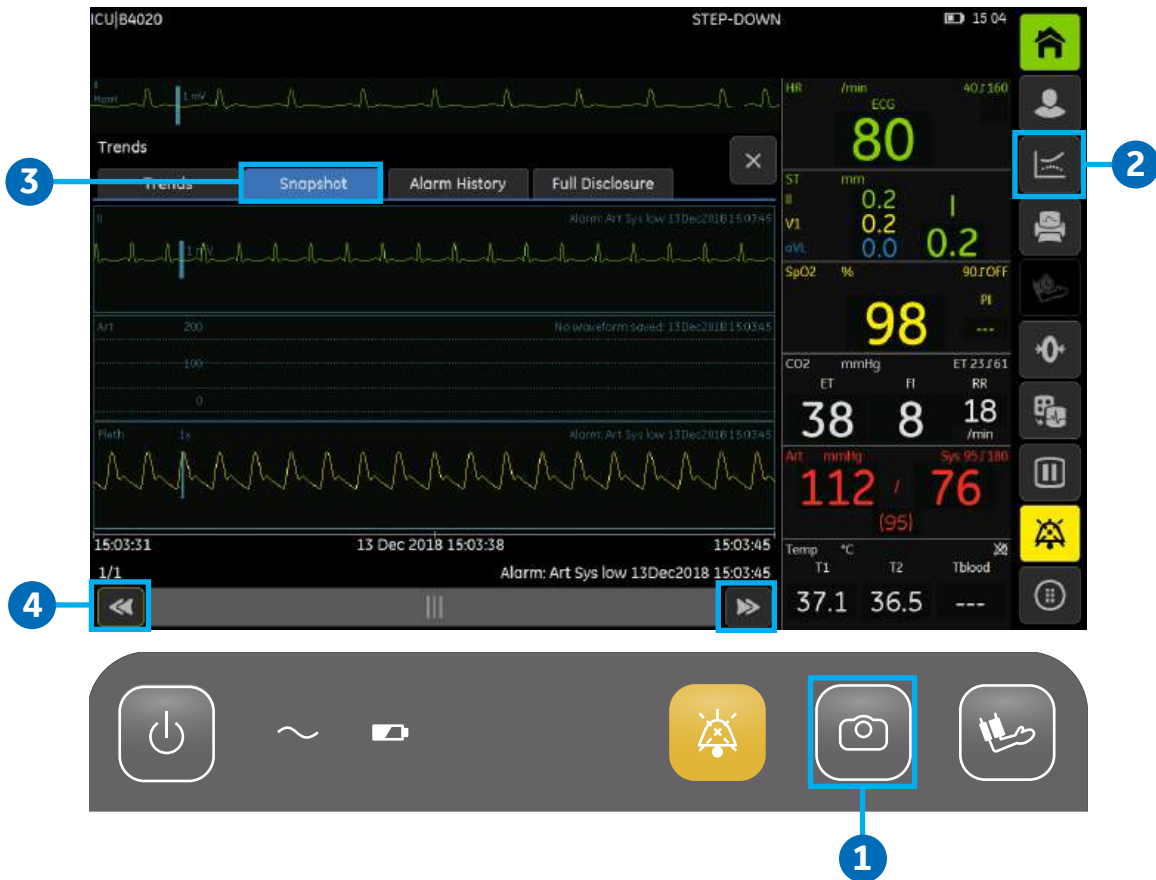 ICU|B4020 STEP-DOWN 15 04
II 1 mV
HR /min 40 160
ECG
80
Trends
Trends Snapshot Alarm History Full Disclosure
3
2
ST mm
II 0.2
V1 0.2
aVL 0.0 0.2
II Alarm: Art Sys low 13Dec2018 15:03:45
1 mV
SpO2 % 90 OFF
PI
98 ---
Art 200 No waveform saved: 13Dec2018 15:03:45
100
0
CO2 mmHg ET 23 61
ET FI RR
38 8 18
/min
Pleth 1x Alarm: Art Sys low 13Dec2018 15:03:45
Art mmHg Sys 95 180
112 / 76
(95)
15:03:31 13 Dec 2018 15:03:38 15:03:45
1/1 Alarm: Art Sys low 13Dec2018 15:03:45
Temp °C
T1 T2 Tblood
37.1 36.5 ---
4
1